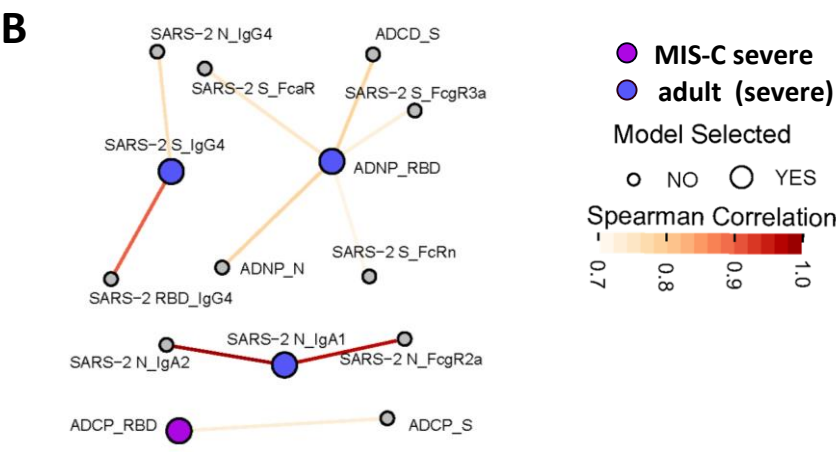 B
SARS-2 N_IgG4
ADCD_S
SARS-2 S_FcaR
SARS-2 S_FcgR3a
SARS-2 S_IgG4
ADNP_RBD
SARS-2 S_FcRn
ADNP_N
SARS-2 RBD_IgG4
SARS-2 N_IgA1
SARS-2 N_IgA2
SARS-2 N_FcgR2a
ADCP_RBD
ADCP_S
MIS-C severe
adult (severe)
Model Selected
NO
YES
Spearman Correlation
0.7
0.8
0.9
1.0